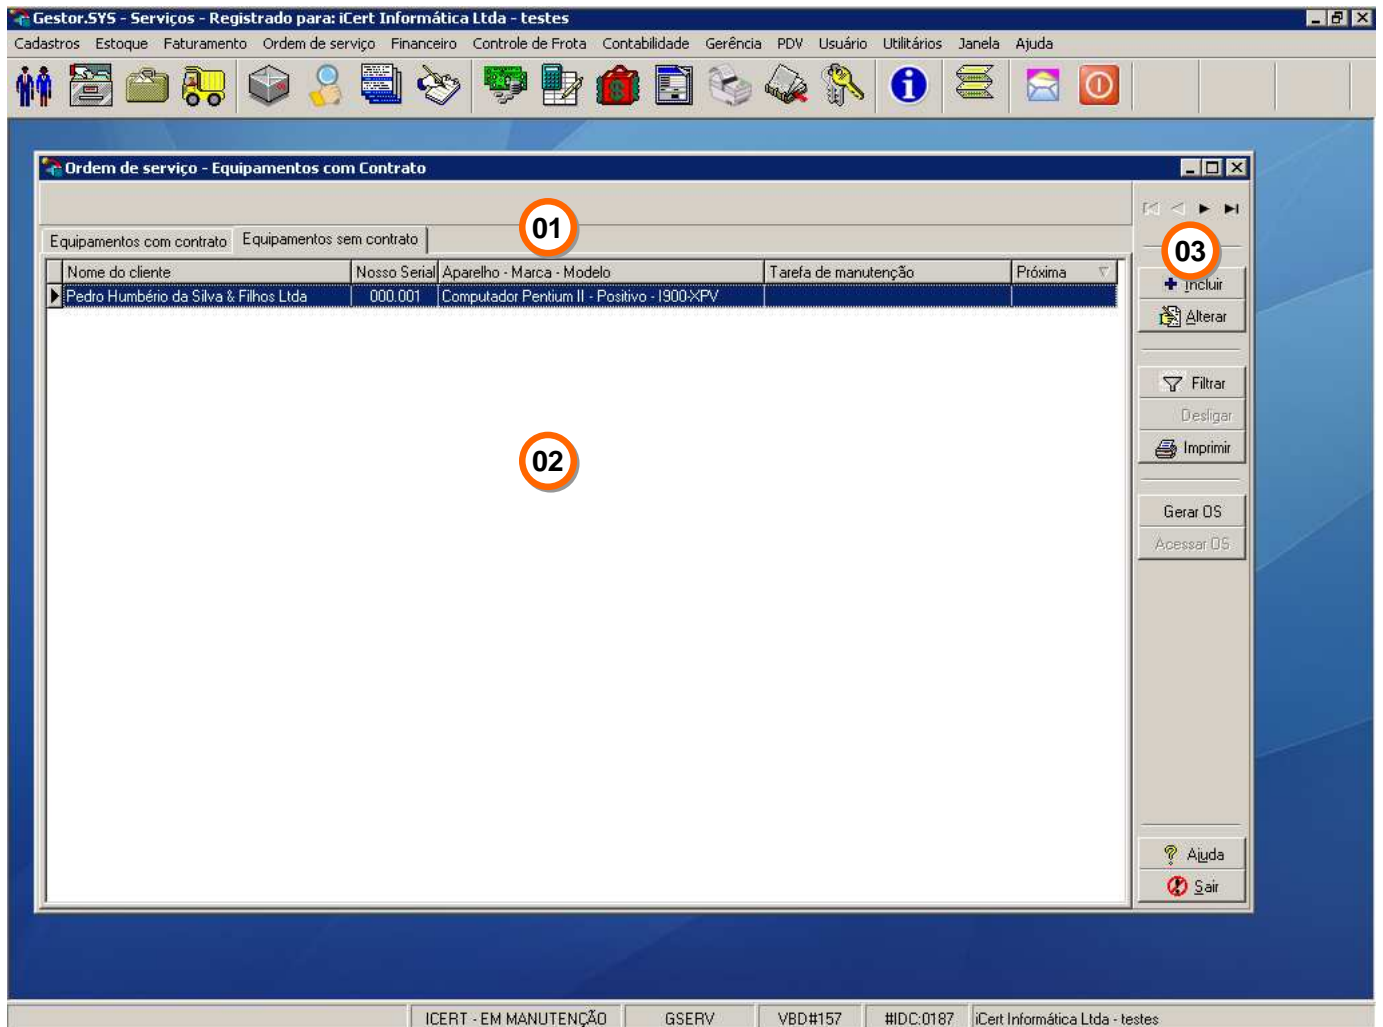 Gestor.SYS - Serviços - Registrado para: iCert Informática Ltda - testes
Cadastros Estoque Faturamento Ordem de serviço Financeiro Controle de Frota Contabilidade Gerência PDV Usuário Utilitários Janela Ajuda
Ordem de serviço - Equipamentos com Contrato
01
Equipamentos com contrato Equipamentos sem contrato
03
Nome do cliente Nosso Serial Aparelho - Marca - Modelo Tarefa de manutenção Próxima
Pedro Humbério da Silva & Filhos Ltda 000.001 Computador Pentium II - Positivo - I900-XPV
Incluir
Alterar
Filtrar
Desligar
Imprimir
02
Gerar OS
Acessar OS
Ajuda
Sair
ICERT - EM MANUTENÇÃO GSERV VBD#157 #IDC:0187 iCert Informática Ltda - testes